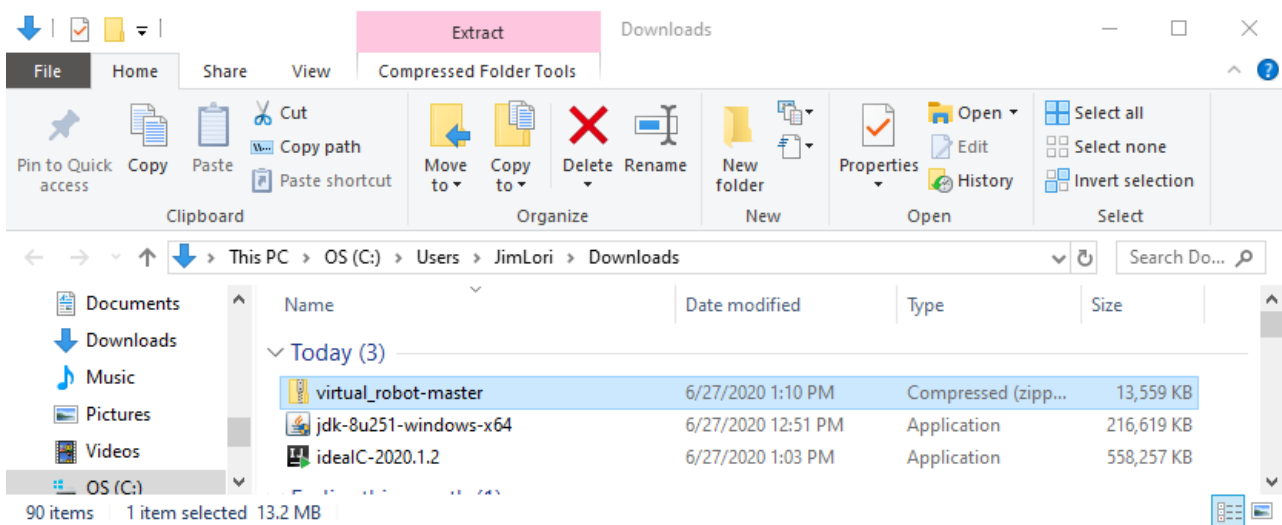 Extract Downloads
File Home Share View Compressed Folder Tools
Pin to Quick access
Copy
Paste
Cut
Copy path
Paste shortcut
Move to
Copy to
Delete
Rename
New folder
Properties
Open
Edit
History
Select all
Select none
Invert selection
Clipboard Organize New Open Select
This PC > OS (C:) > Users > JimLori > Downloads Search Do...
Documents
Downloads
Music
Pictures
Videos
OS (C:)
Name Date modified Type Size
Today (3)
virtual_robot-master 6/27/2020 1:10 PM Compressed (zipp... 13,559 KB
jdk-8u251-windows-x64 6/27/2020 12:51 PM Application 216,619 KB
ideaIC-2020.1.2 6/27/2020 1:03 PM Application 558,257 KB
90 items 1 item selected 13.2 MB